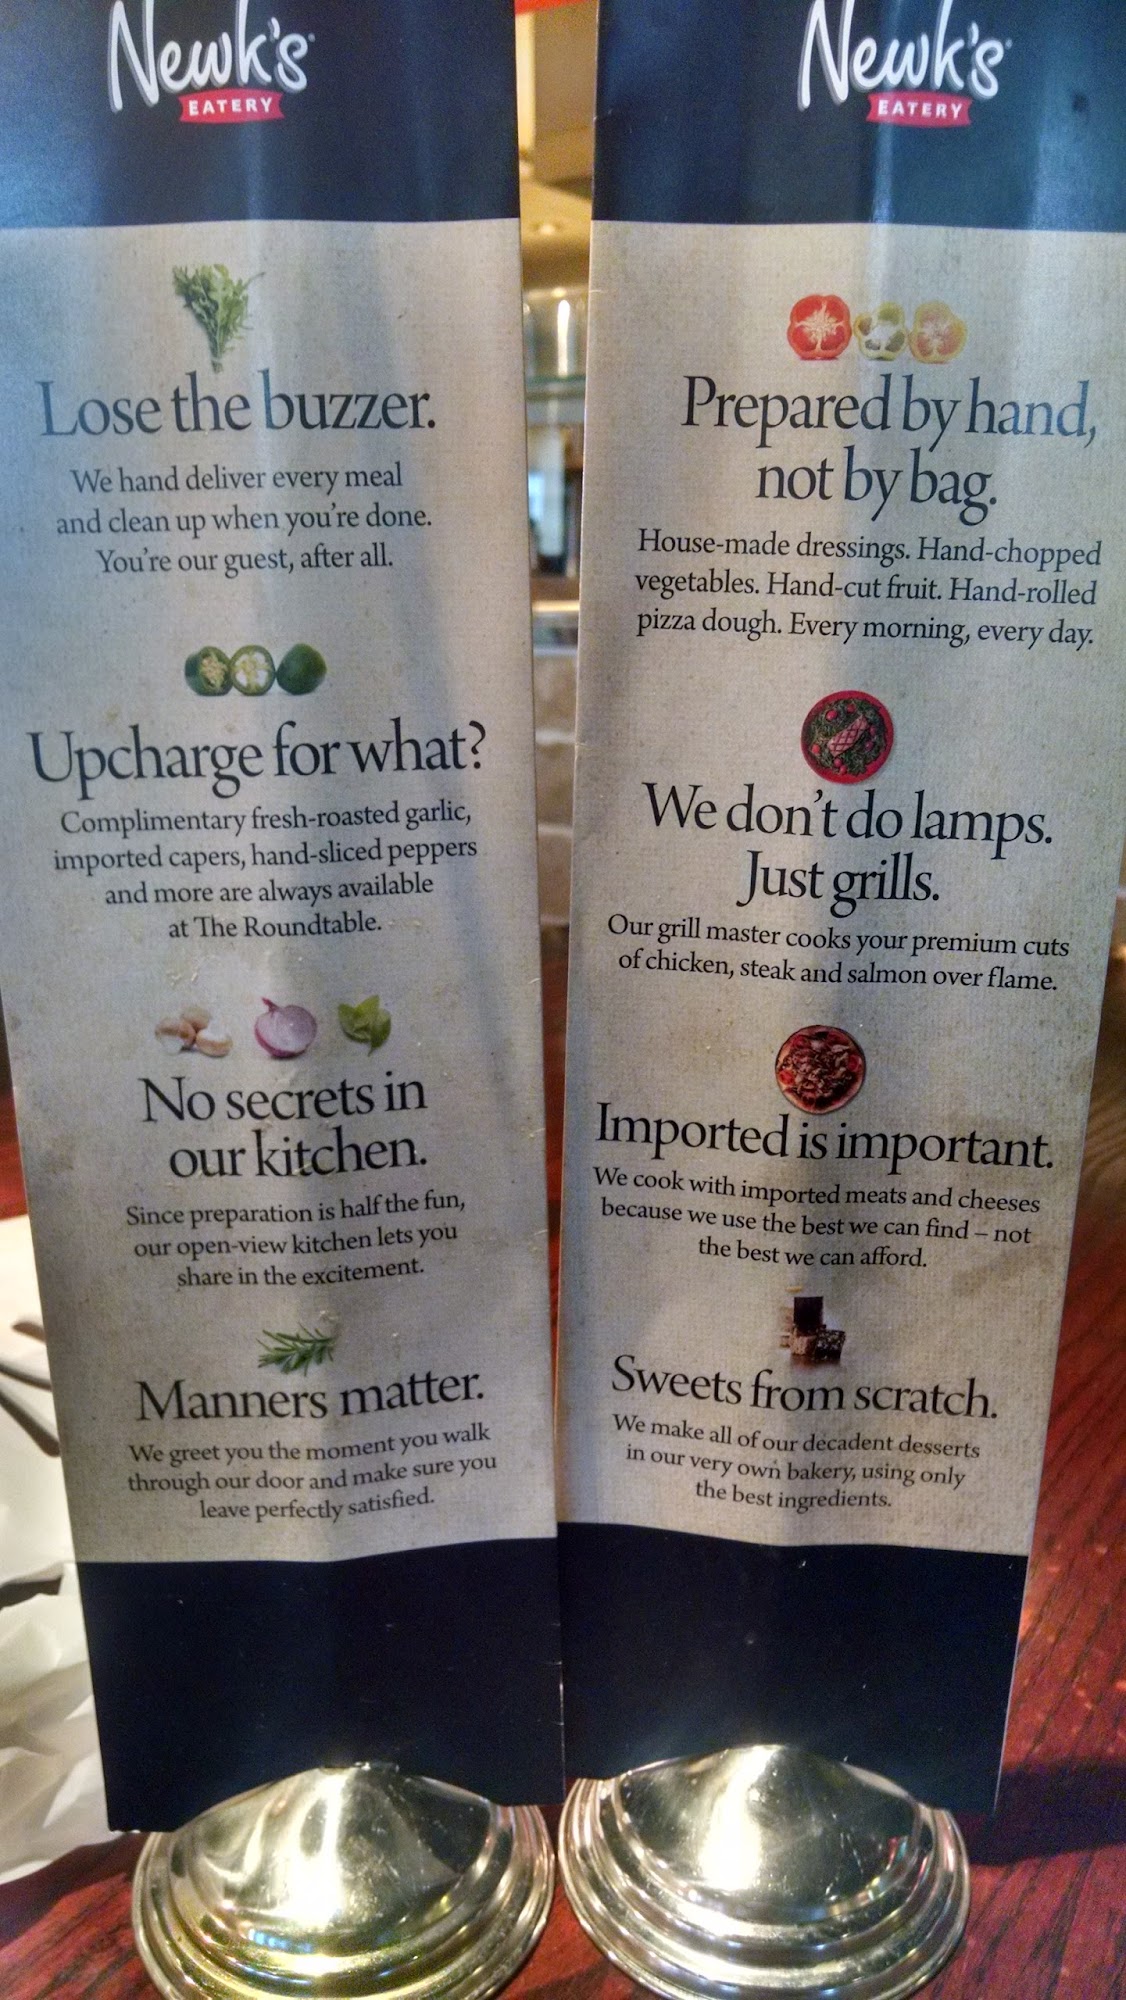 Newk's
EATERY
Lose the buzzer.
We hand deliver every meal
and clean up when you're done.
You're our guest, after all.
Upcharge for what?
Complimentary fresh-roasted garlic,
imported capers, hand-sliced peppers
and more are always available
at The Roundtable.
No secrets in
our kitchen.
Since preparation is half the fun,
our open-view kitchen lets you
share in the excitement.
Manners matter.
We greet you the moment you walk
through our door and make sure you
leave perfectly satisfied.
Newk's
EATERY
Prepared by hand,
not by bag.
House-made dressings. Hand-chopped
vegetables. Hand-cut fruit. Hand-rolled
pizza dough. Every morning, every day.
We don't do lamps.
Just grills.
Our grill master cooks your premium cuts
of chicken, steak and salmon over flame.
Imported is important.
We cook with imported meats and cheeses
because we use the best we can find – not
the best we can afford.
Sweets from scratch.
We make all of our decadent desserts
in our very own bakery, using only
the best ingredients.